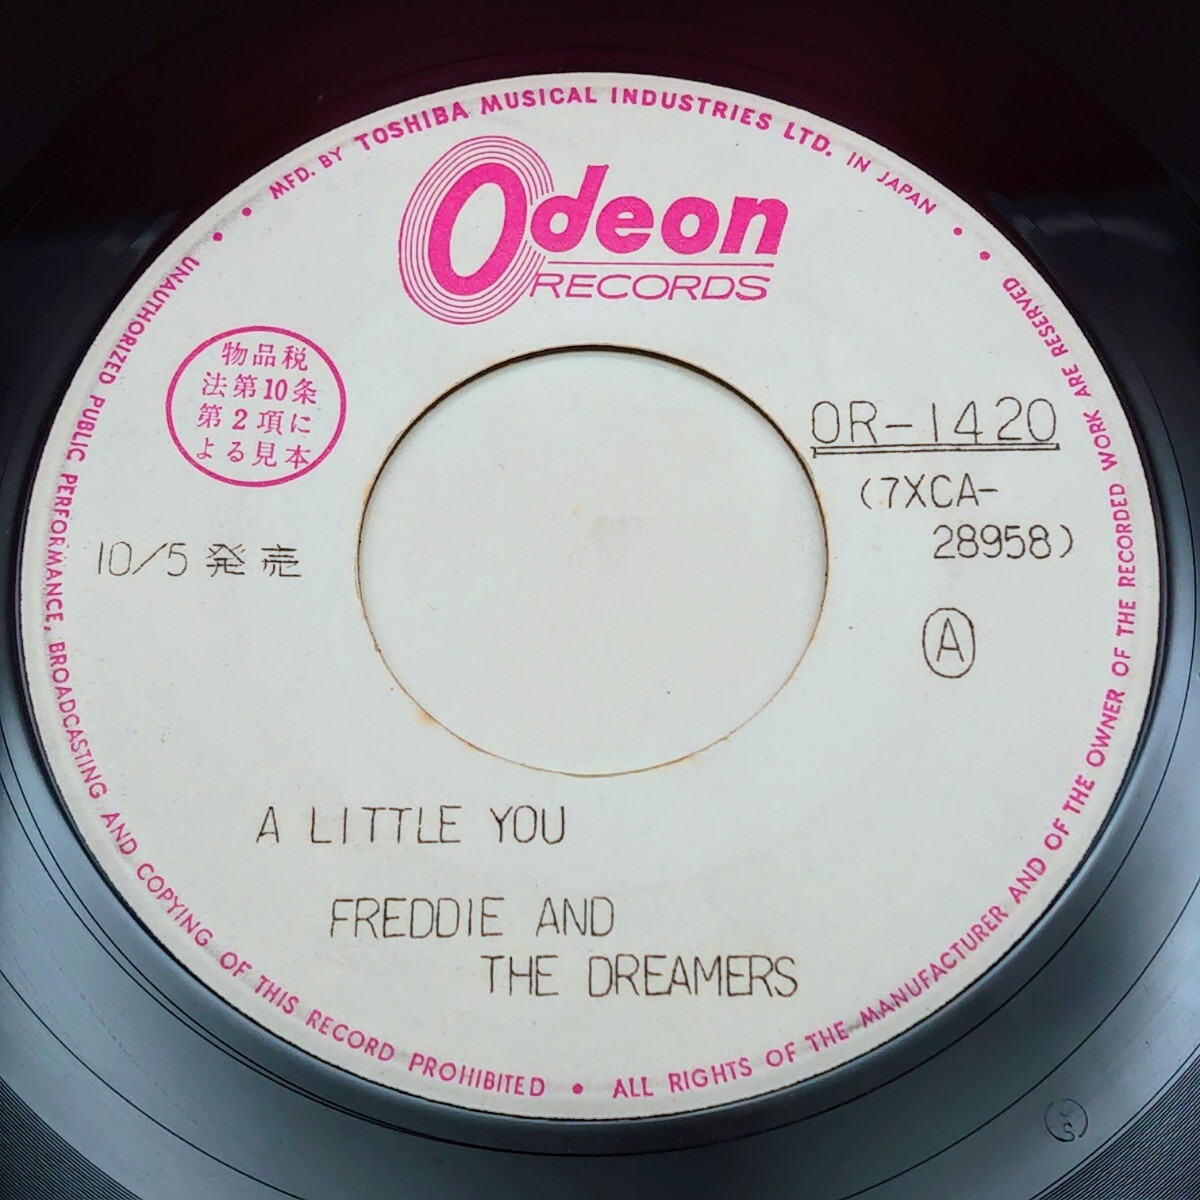 MFD. BY TOSHIBA MUSICAL INDUSTRIES LTD. IN JAPAN
Odeon
RECORDS
物品税
法第10条
第2項に
よる見本
OR-1420
(7XCA-
28958)
10/5 発売
A
A LITTLE YOU
FREDDIE AND
THE DREAMERS
UNAUTHORIZED PUBLIC PERFORMANCE, BROADCASTING AND COPYING OF THIS RECORD PROHIBITED • ALL RIGHTS OF THE MANUFACTURER AND OF THE OWNER OF THE RECORDED WORK ARE RESERVED